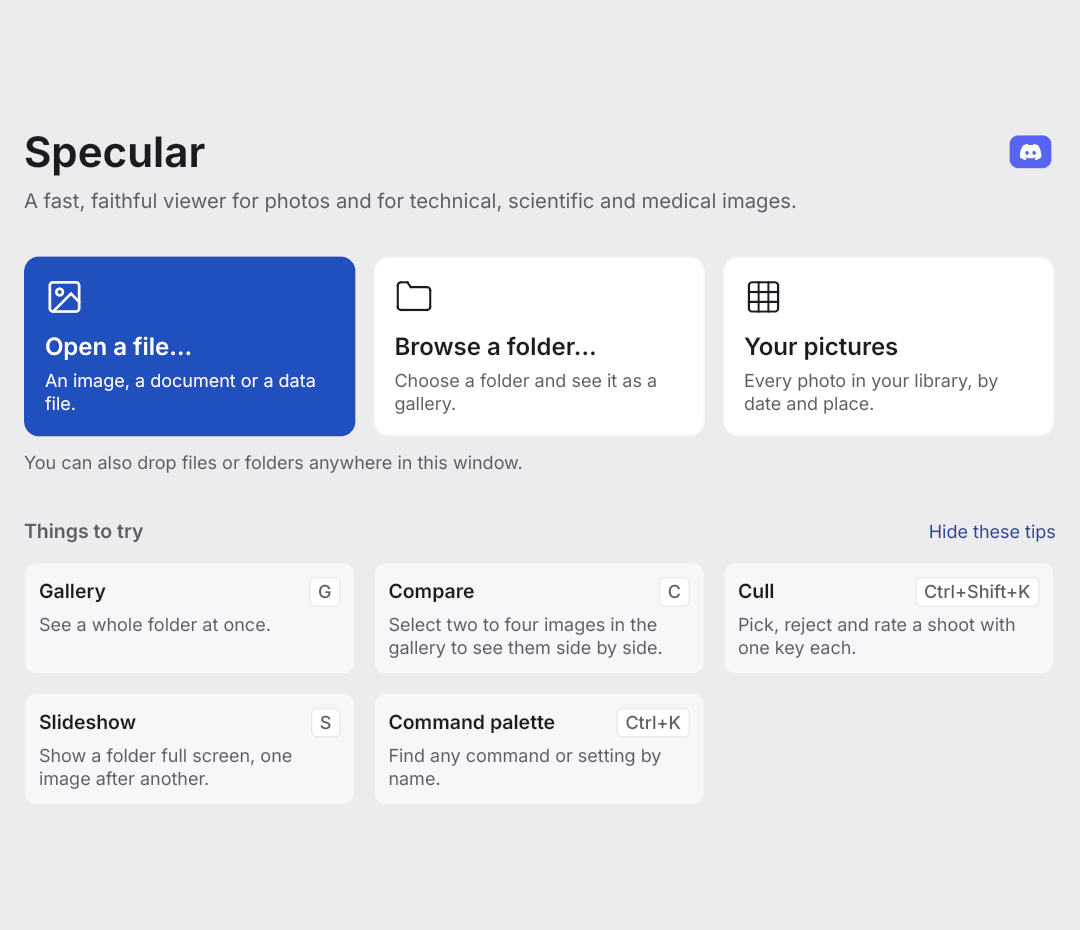 Specular
A fast, faithful viewer for photos and for technical, scientific and medical images.
Open a file...
An image, a document or a data
file.
Browse a folder...
Choose a folder and see it as a
gallery.
Your pictures
Every photo in your library, by
date and place.
You can also drop files or folders anywhere in this window.
Things to try
Hide these tips
Gallery
G
See a whole folder at once.
Compare
C
Select two to four images in the
gallery to see them side by side.
Cull
Ctrl+Shift+K
Pick, reject and rate a shoot with
one key each.
Slideshow
S
Show a folder full screen, one
image after another.
Command palette
Ctrl+K
Find any command or setting by
name.